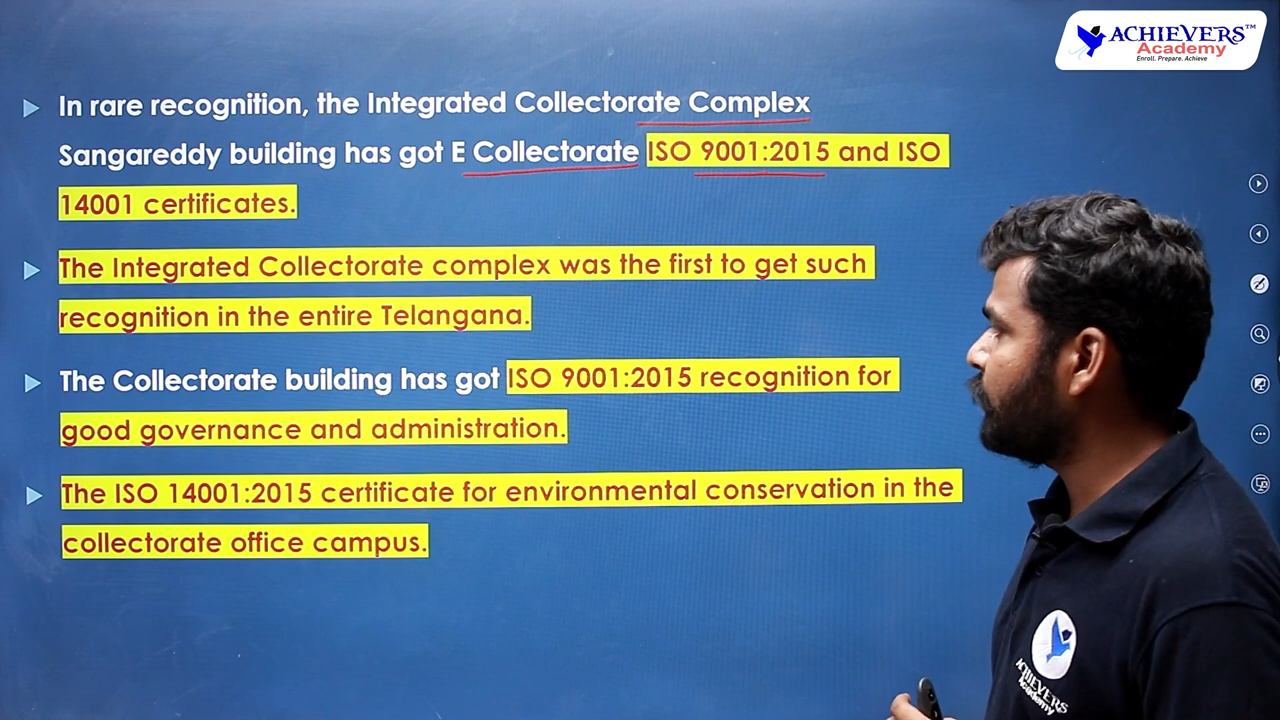 ACHIEVERS™
Academy
Enroll. Prepare. Achieve
In rare recognition, the Integrated Collectorate Complex
Sangareddy building has got E Collectorate ISO 9001:2015 and ISO
14001 certificates.
The Integrated Collectorate complex was the first to get such
recognition in the entire Telangana.
The Collectorate building has got ISO 9001:2015 recognition for
good governance and administration.
The ISO 14001:2015 certificate for environmental conservation in the
collectorate office campus.
ACHIEVERS
Academy